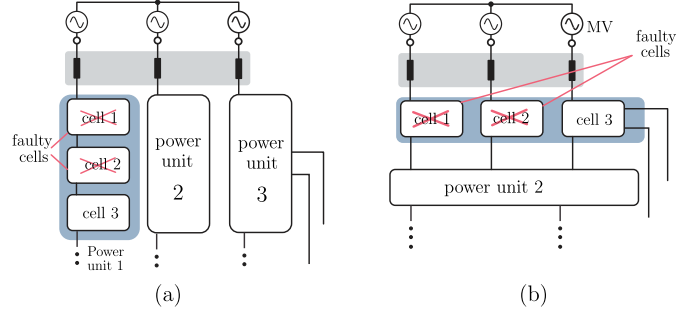 cell 1
cell 2
cell 3
faulty
cells
power
unit
2
power
unit
3
Power
unit 1
(a)
MV
faulty
cells
cell 1
cell 2
cell 3
power unit 2
(b)